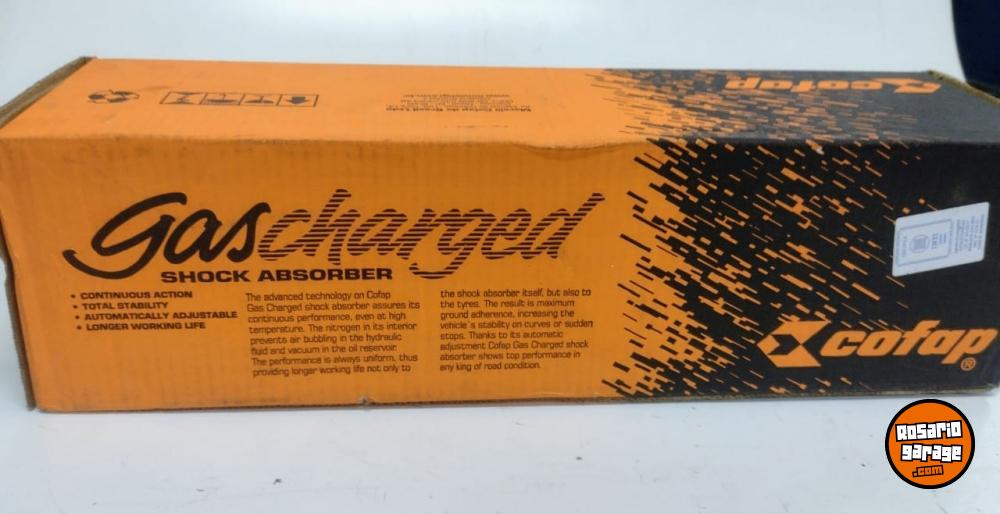 cofap
Gascharged
SHOCK ABSORBER
• CONTINUOUS ACTION
• TOTAL STABILITY
• AUTOMATICALLY ADJUSTABLE
• LONGER WORKING LIFE
The advanced technology on Cofap
Gas Charged shock absorber assures its
continuous performance, even at high
temperature. The nitrogen in its interior
prevents air bubbling in the hydraulic
fluid and vacuum in the oil reservoir.
The performance is always uniform, thus
providing longer working life not only to
the shock absorber itself, but also to
the tyres. The result is maximum
ground adherence, increasing the
vehicle's stability on curves or sudden
stops. Thanks to its automatic
adjustment Cofap Gas Charged shock
absorber shows top performance in
any king of road condition.
cofap®
Rosario
garage
.com